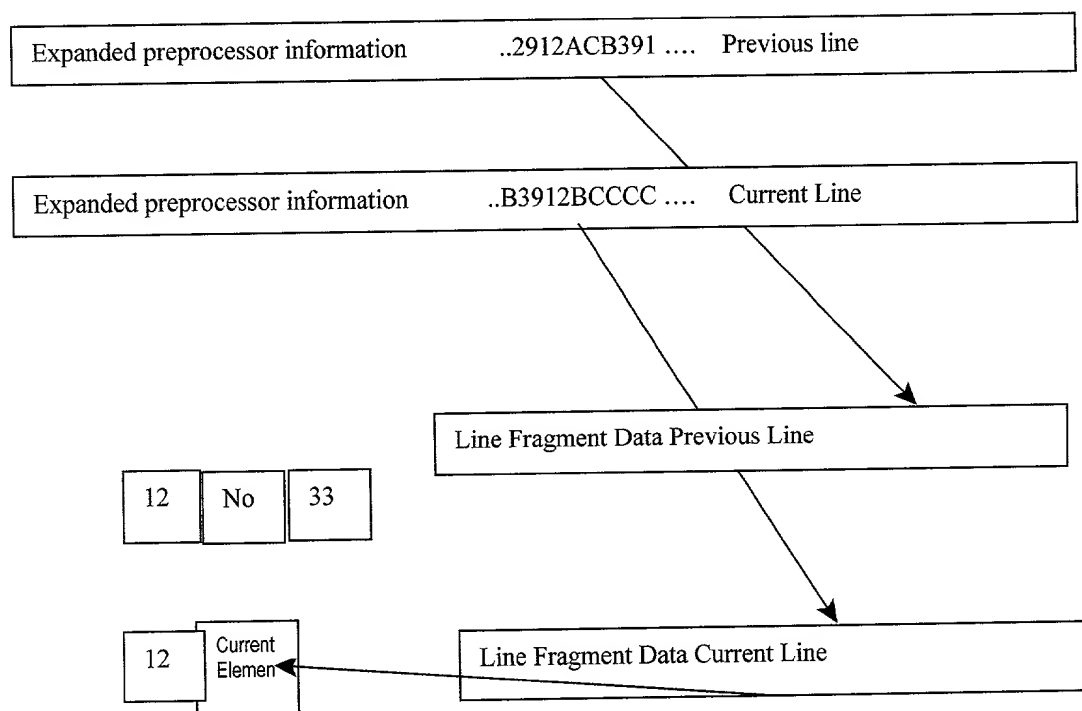 Expanded preprocessor information ..2912ACB391 .... Previous line
Expanded preprocessor information ..B3912BCCCC .... Current Line
Line Fragment Data Previous Line
12 No 33
12 Current
Elemen
Line Fragment Data Current Line